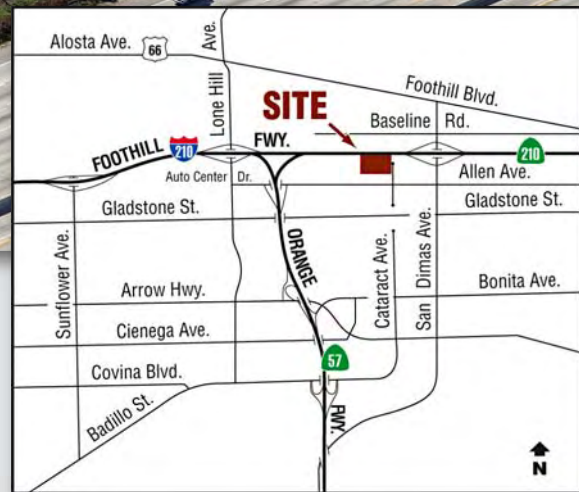 Alosta Ave.
66
Ave.
Lone Hill
Foothill Blvd.
SITE
Baseline Rd.
FOOTHILL
210
FWY.
210
Auto Center Dr.
Allen Ave.
Gladstone St.
Gladstone St.
Sunflower Ave.
ORANGE
Cataract Ave.
San Dimas Ave.
Arrow Hwy.
Bonita Ave.
Cienega Ave.
57
Covina Blvd.
Badillo St.
FWY.
N